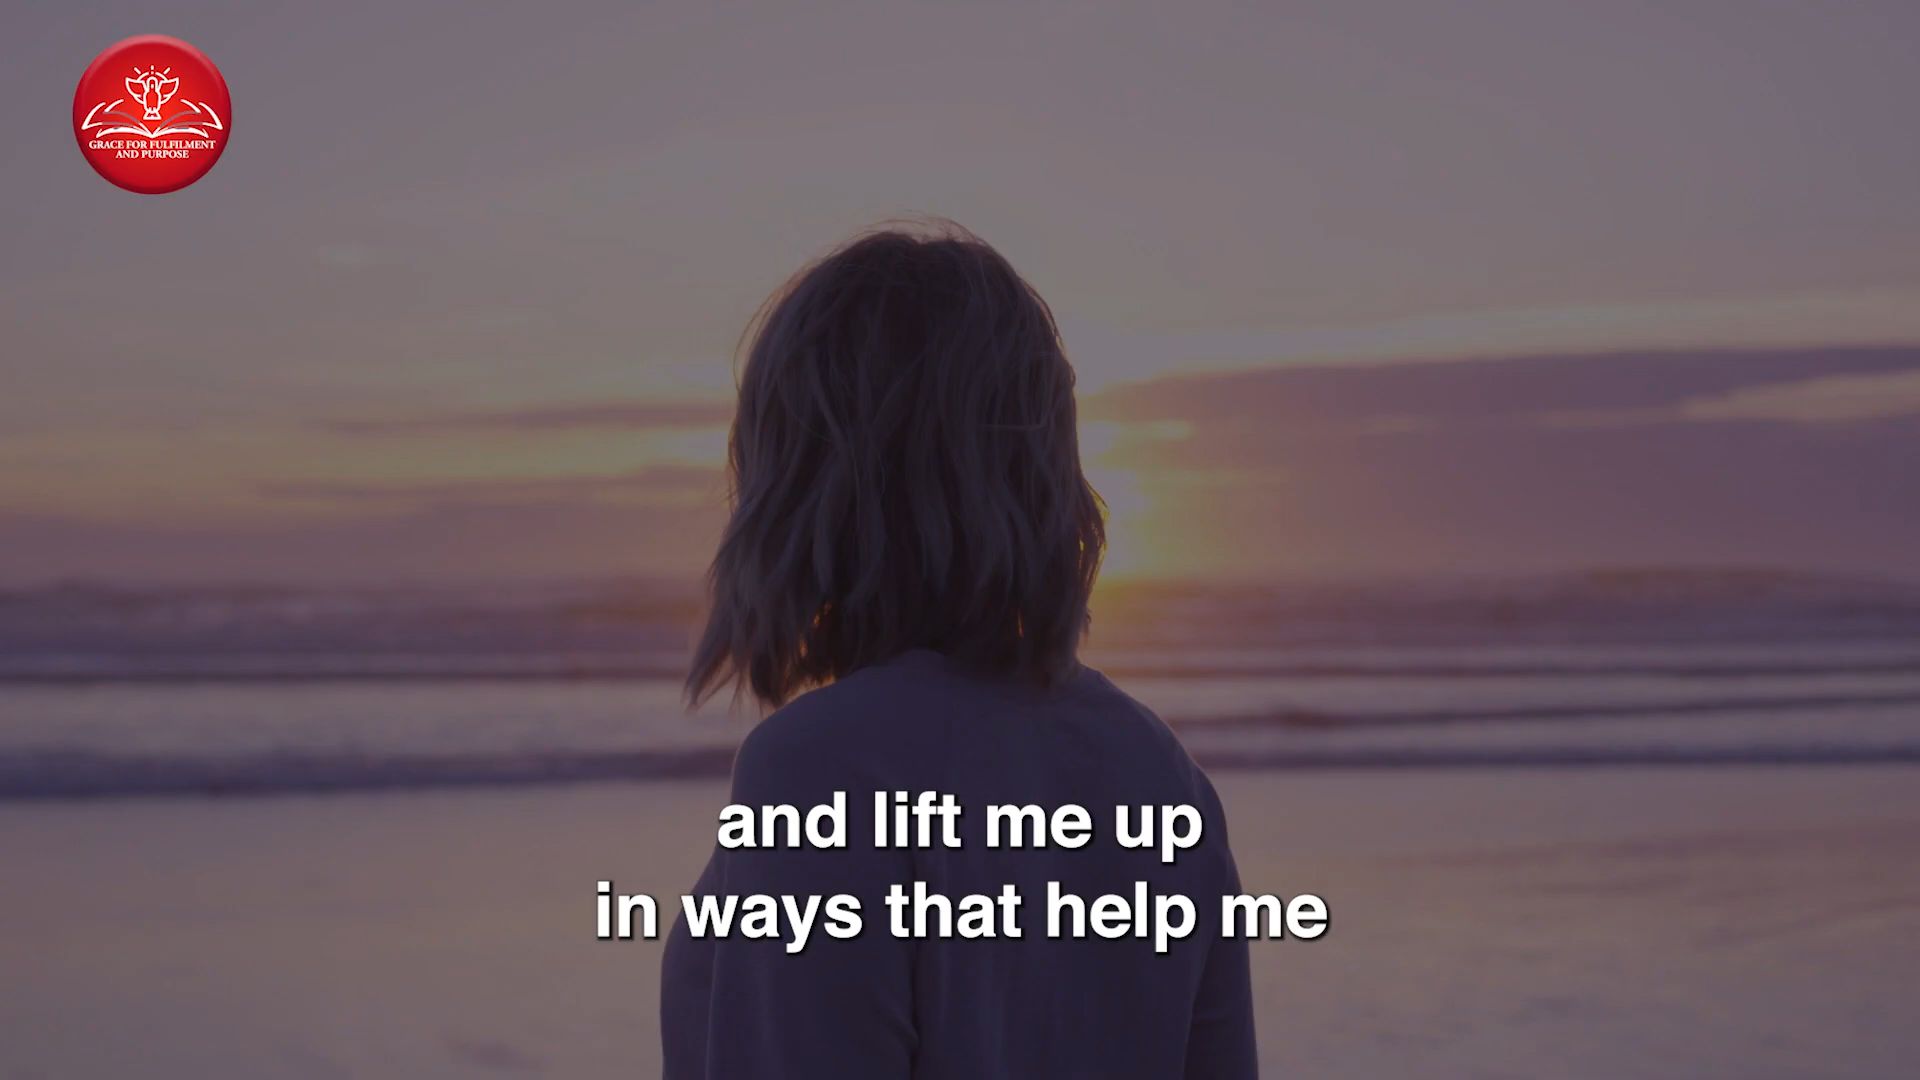 GRACE FOR FULFILMENT
AND PURPOSE
and lift me up
in ways that help me